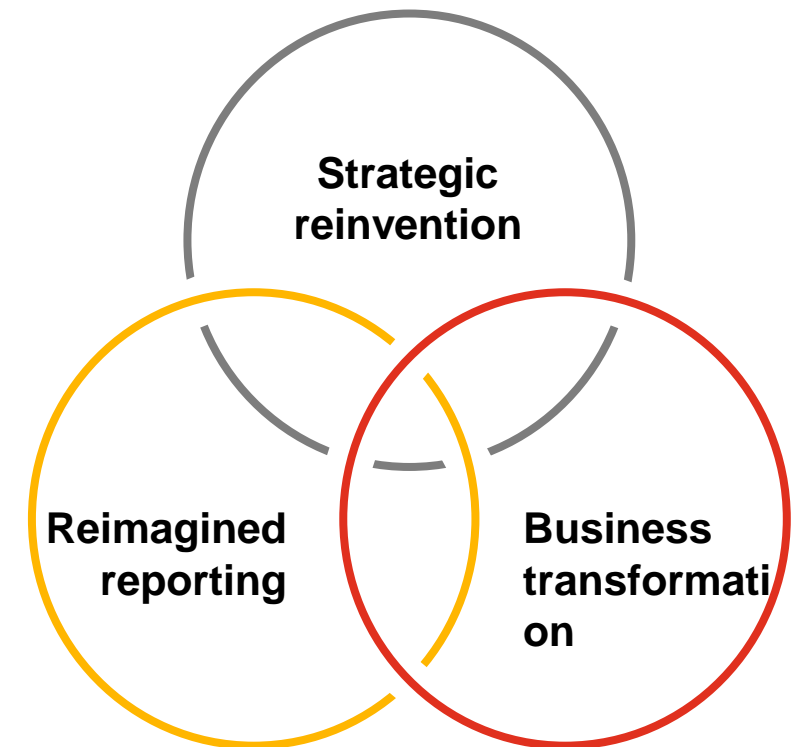 Strategic
reinvention
Reimagined
reporting
Business
transformati
on